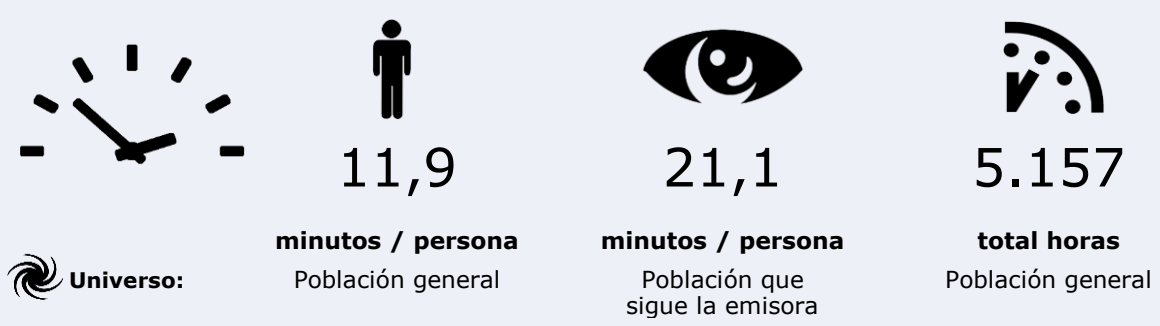 11,9
21,1
5.157
minutos / persona
minutos / persona
total horas
Universo:
Población general
Población que
sigue la emisora
Población general